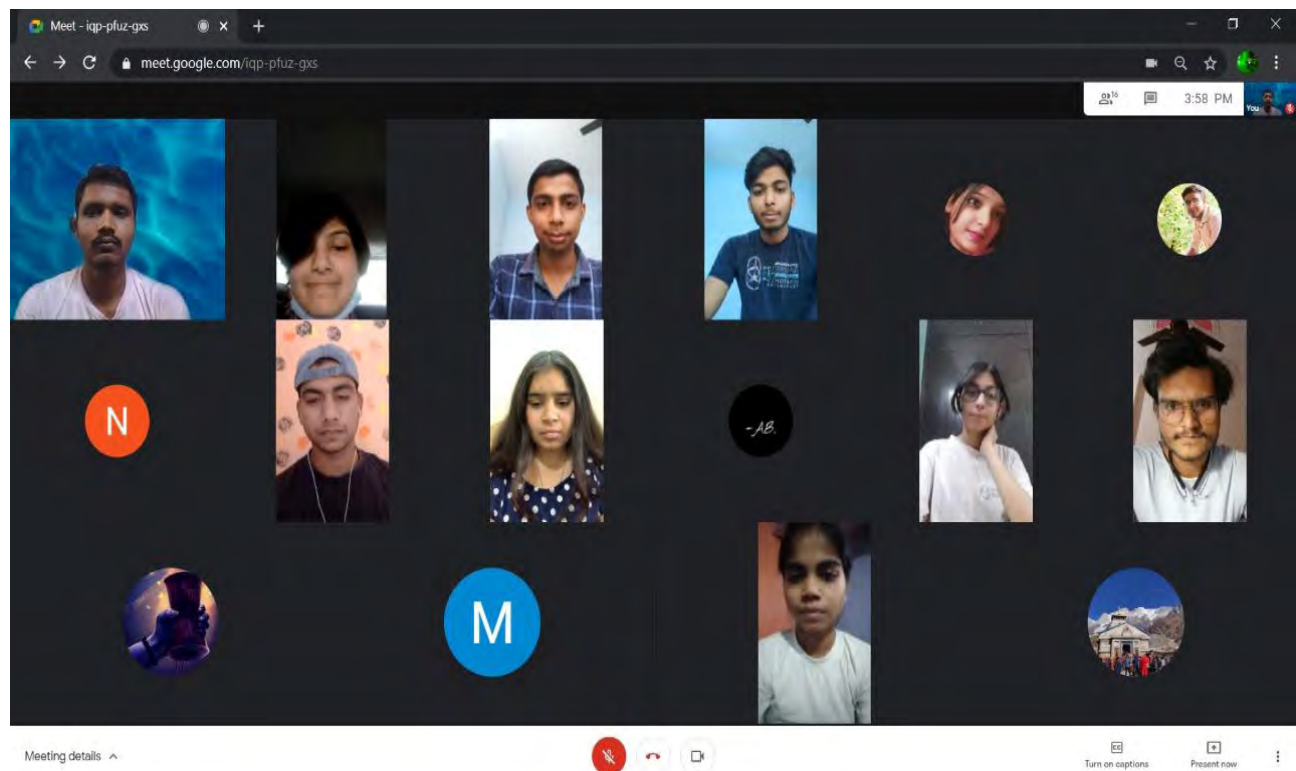 Meet - iqp-pfuz-gxs
meet.google.com/iqp-pfuz-gxs
16
3:58 PM
You
N
- AB.
M
Meeting details
CC
Turn on captions
Present now